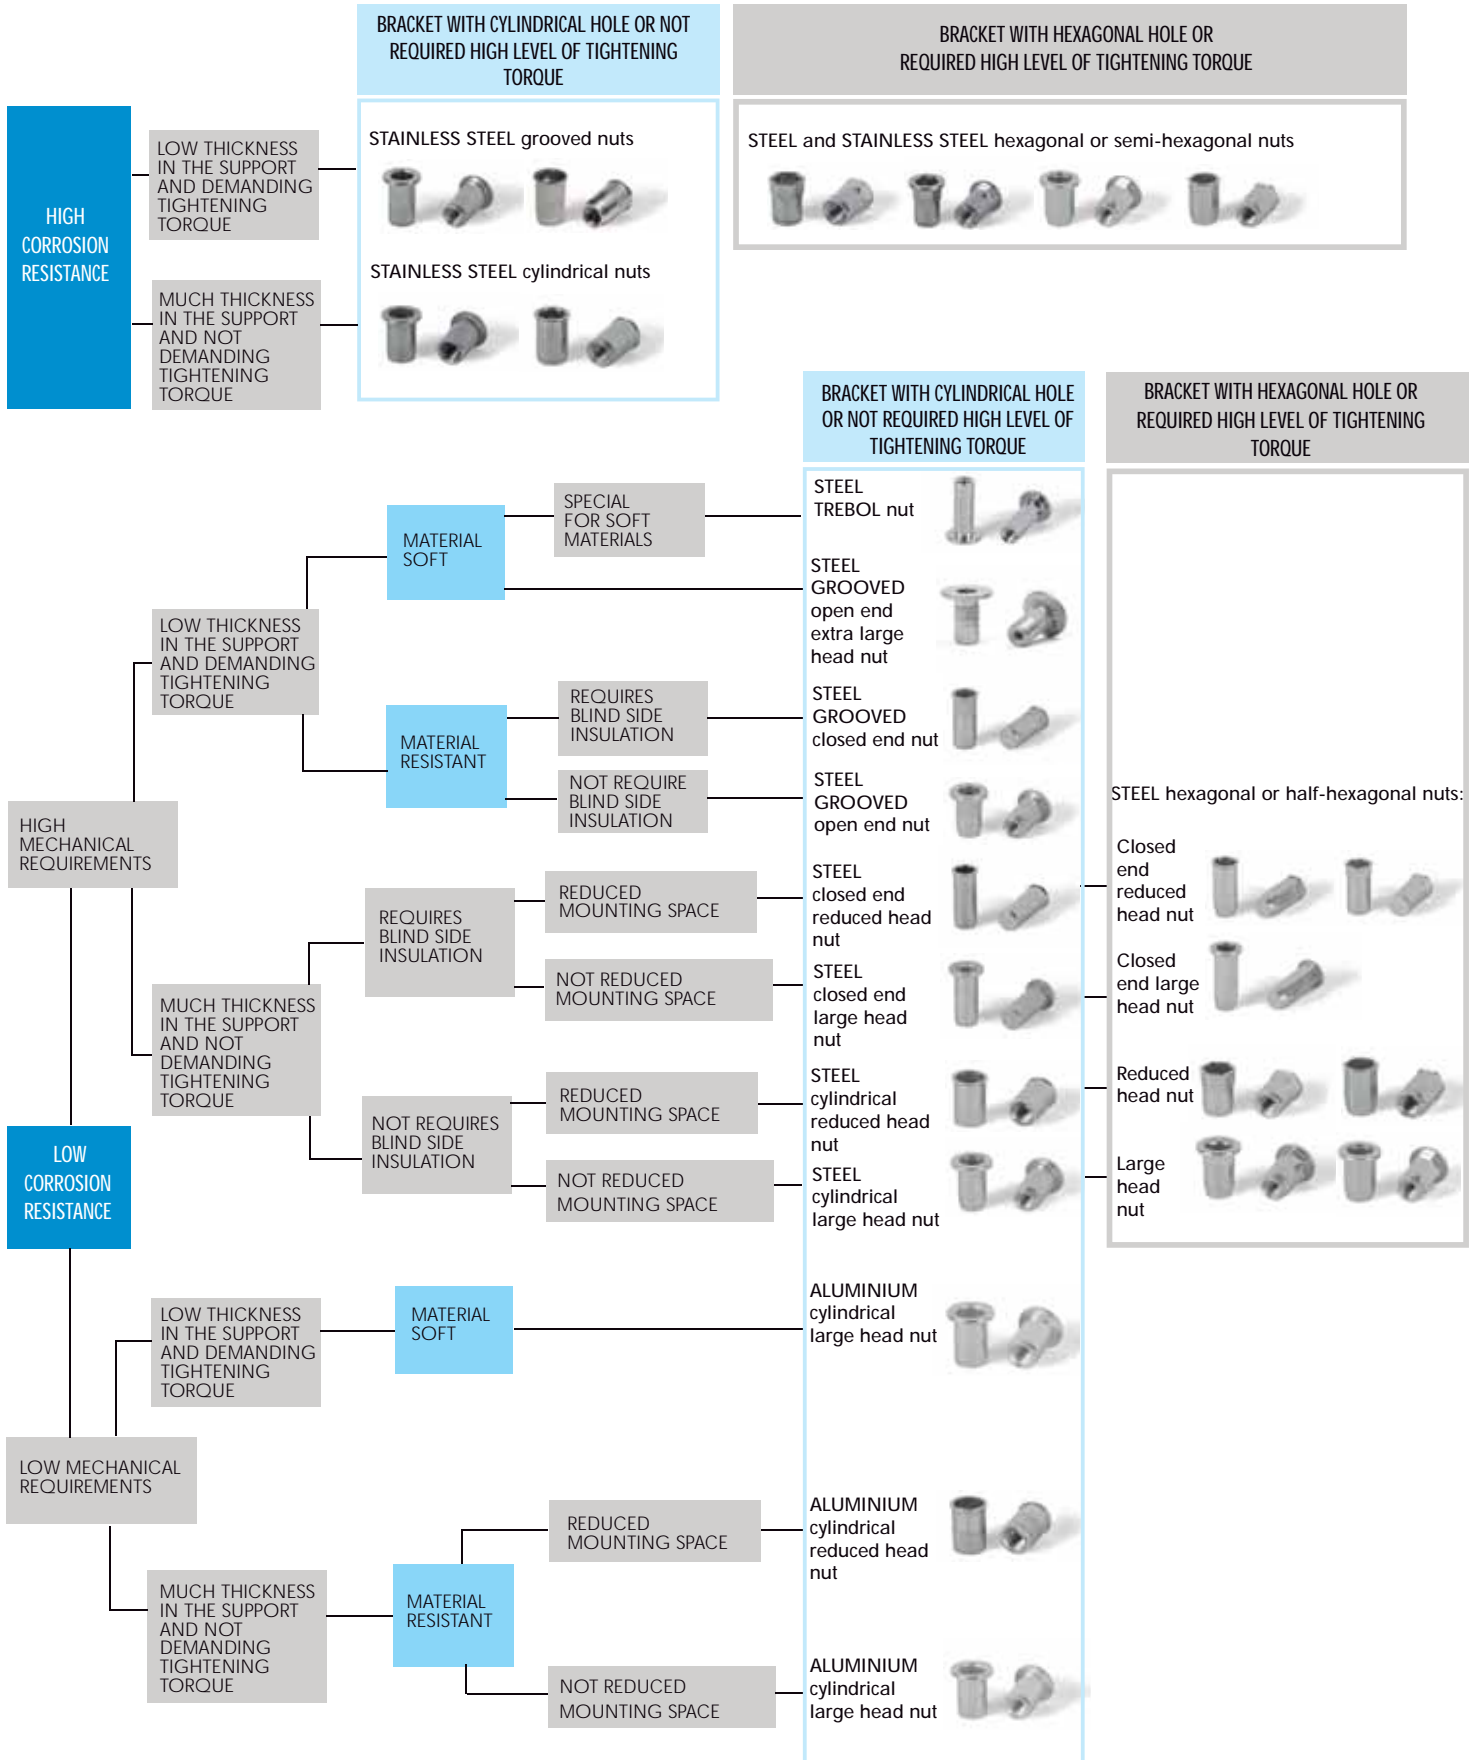 BRACKET WITH CYLINDRICAL HOLE OR NOT
REQUIRED HIGH LEVEL OF TIGHTENING
TORQUE
BRACKET WITH HEXAGONAL HOLE OR
REQUIRED HIGH LEVEL OF TIGHTENING TORQUE
HIGH
CORROSION
RESISTANCE
LOW THICKNESS
IN THE SUPPORT
AND DEMANDING
TIGHTENING
TORQUE
STAINLESS STEEL grooved nuts
STEEL and STAINLESS STEEL hexagonal or semi-hexagonal nuts
MUCH THICKNESS
IN THE SUPPORT
AND NOT
DEMANDING
TIGHTENING
TORQUE
STAINLESS STEEL cylindrical nuts
BRACKET WITH CYLINDRICAL HOLE
OR NOT REQUIRED HIGH LEVEL OF
TIGHTENING TORQUE
BRACKET WITH HEXAGONAL HOLE OR
REQUIRED HIGH LEVEL OF TIGHTENING
TORQUE
LOW
CORROSION
RESISTANCE
HIGH
MECHANICAL
REQUIREMENTS
LOW THICKNESS
IN THE SUPPORT
AND DEMANDING
TIGHTENING
TORQUE
MATERIAL
SOFT
SPECIAL
FOR SOFT
MATERIALS
STEEL
TREBOL nut
STEEL
GROOVED
open end
extra large
head nut
MATERIAL
RESISTANT
REQUIRES
BLIND SIDE
INSULATION
STEEL
GROOVED
closed end nut
NOT REQUIRE
BLIND SIDE
INSULATION
STEEL
GROOVED
open end nut
STEEL hexagonal or half-hexagonal nuts:
MUCH THICKNESS
IN THE SUPPORT
AND NOT
DEMANDING
TIGHTENING
TORQUE
REQUIRES
BLIND SIDE
INSULATION
REDUCED
MOUNTING SPACE
STEEL
closed end
reduced head
nut
Closed
end
reduced
head nut
NOT REDUCED
MOUNTING SPACE
STEEL
closed end
large head
nut
Closed
end large
head nut
NOT REQUIRES
BLIND SIDE
INSULATION
REDUCED
MOUNTING SPACE
STEEL
cylindrical
reduced head
nut
Reduced
head nut
NOT REDUCED
MOUNTING SPACE
STEEL
cylindrical
large head nut
Large
head
nut
LOW MECHANICAL
REQUIREMENTS
LOW THICKNESS
IN THE SUPPORT
AND DEMANDING
TIGHTENING
TORQUE
MATERIAL
SOFT
ALUMINIUM
cylindrical
large head nut
MUCH THICKNESS
IN THE SUPPORT
AND NOT
DEMANDING
TIGHTENING
TORQUE
MATERIAL
RESISTANT
REDUCED
MOUNTING SPACE
ALUMINIUM
cylindrical
reduced head
nut
NOT REDUCED
MOUNTING SPACE
ALUMINIUM
cylindrical
large head nut